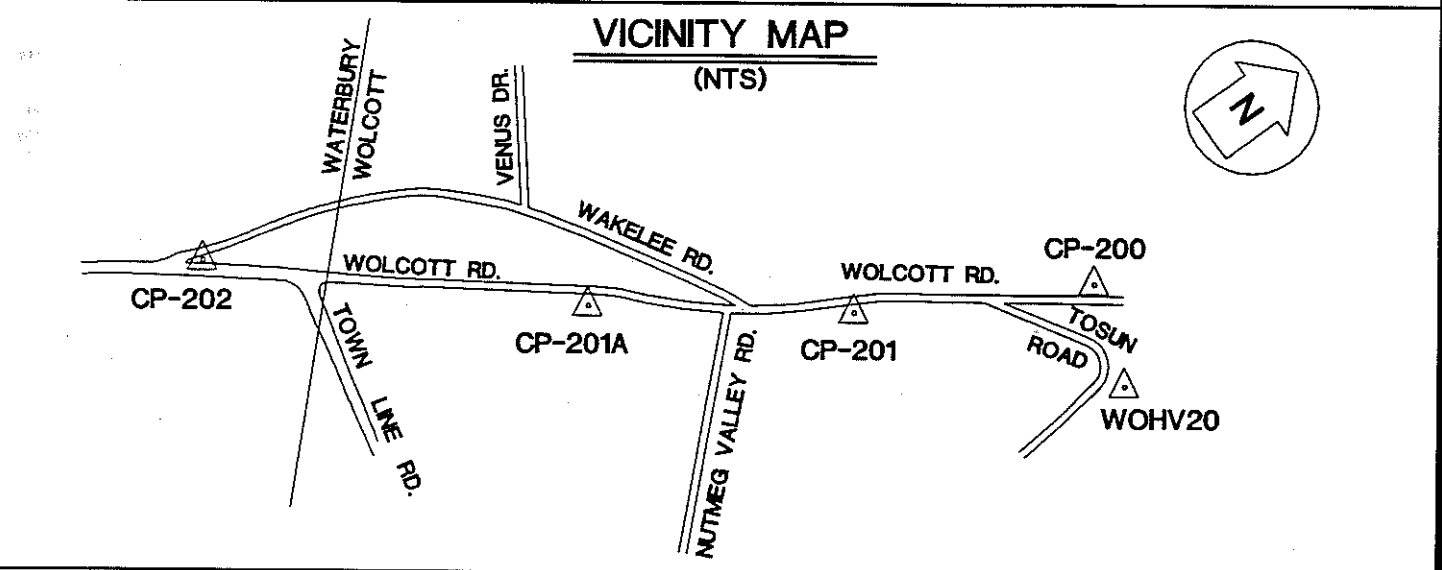 VICINITY MAP
(NTS)
WATERBURY
WOLCOTT
VENUS DR.
N
WAKELEE RD.
CP-200
WOLCOTT RD.
WOLCOTT RD.
CP-202
TOWN LINE RD.
CP-201A
CP-201
TOSUN
ROAD
NUTMEG VALLEY RD.
WOHV20